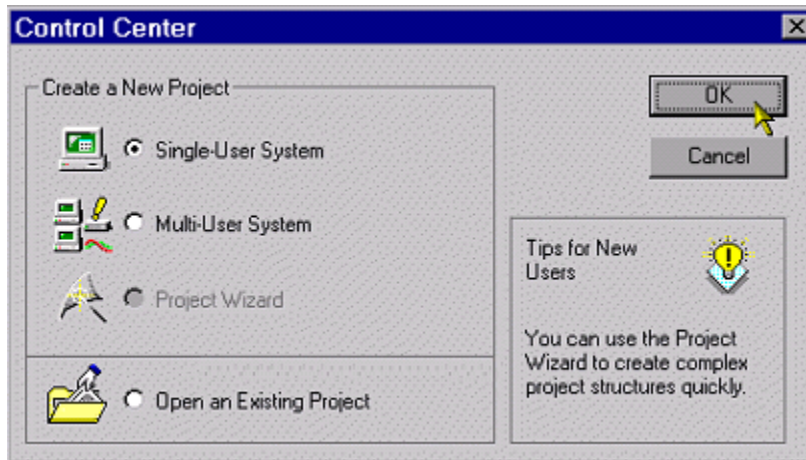 Control Center
Create a New Project
Single-User System
Multi-User System
Project Wizard
Open an Existing Project
OK
Cancel
Tips for New
Users
You can use the Project
Wizard to create complex
project structures quickly.